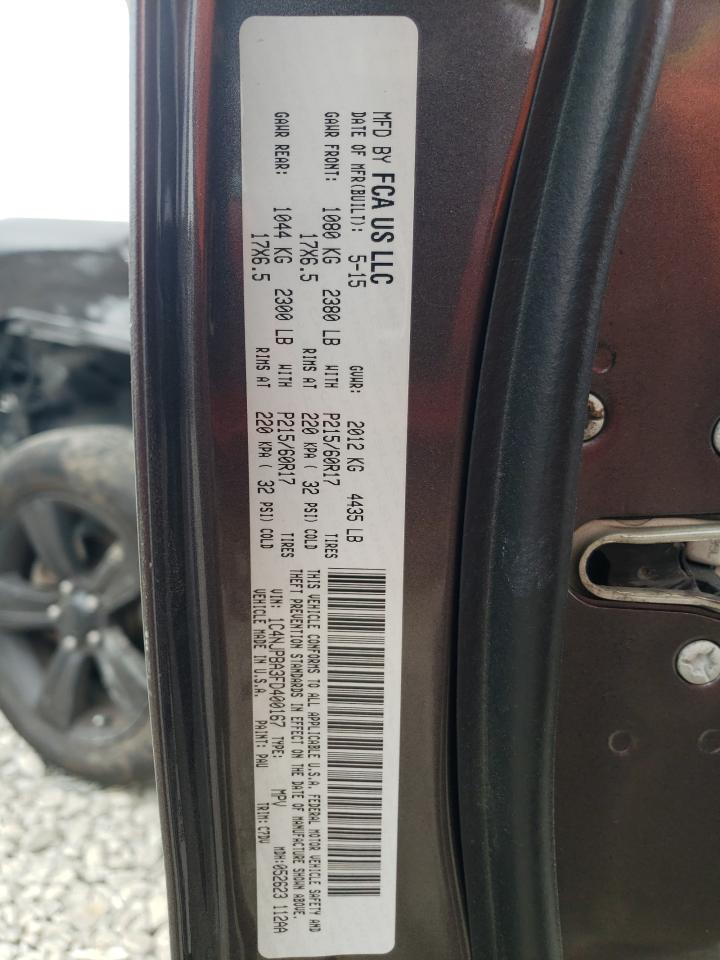 MFD BY FCA US LLC
DATE OF MFR(BUILT): 5-15 GVWR: 2012 KG 4435 LB
GAWR FRONT: 1080 KG 2380 LB WITH P215/60R17 TIRES
17X6.5 RIMS AT 220 KPA ( 32 PSI) COLD
GAWR REAR: 1044 KG 2300 LB WITH P215/60R17 TIRES
17X6.5 RIMS AT 220 KPA ( 32 PSI) COLD
THIS VEHICLE CONFORMS TO ALL APPLICABLE U.S.A. FEDERAL MOTOR VEHICLE SAFETY AND
THEFT PREVENTION STANDARDS IN EFFECT ON THE DATE OF MANUFACTURE SHOWN ABOVE.
VIN: 1C4NJPBA3FD400167 TYPE: MPV MDH:052623 112AA
VEHICLE MADE IN U.S.A. PAINT: PAU TRIM: C7DV